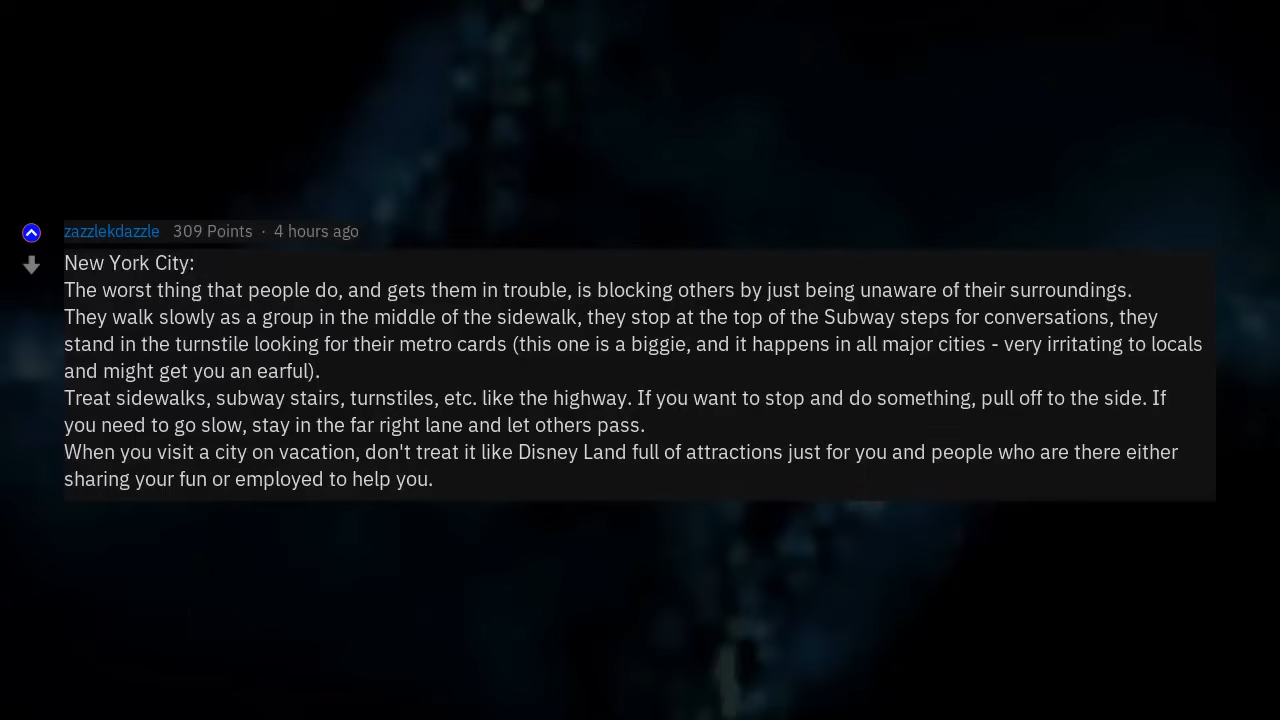 zazzlekdazzle 309 Points · 4 hours ago
New York City:
The worst thing that people do, and gets them in trouble, is blocking others by just being unaware of their surroundings.
They walk slowly as a group in the middle of the sidewalk, they stop at the top of the Subway steps for conversations, they
stand in the turnstile looking for their metro cards (this one is a biggie, and it happens in all major cities - very irritating to locals
and might get you an earful).
Treat sidewalks, subway stairs, turnstiles, etc. like the highway. If you want to stop and do something, pull off to the side. If
you need to go slow, stay in the far right lane and let others pass.
When you visit a city on vacation, don't treat it like Disney Land full of attractions just for you and people who are there either
sharing your fun or employed to help you.